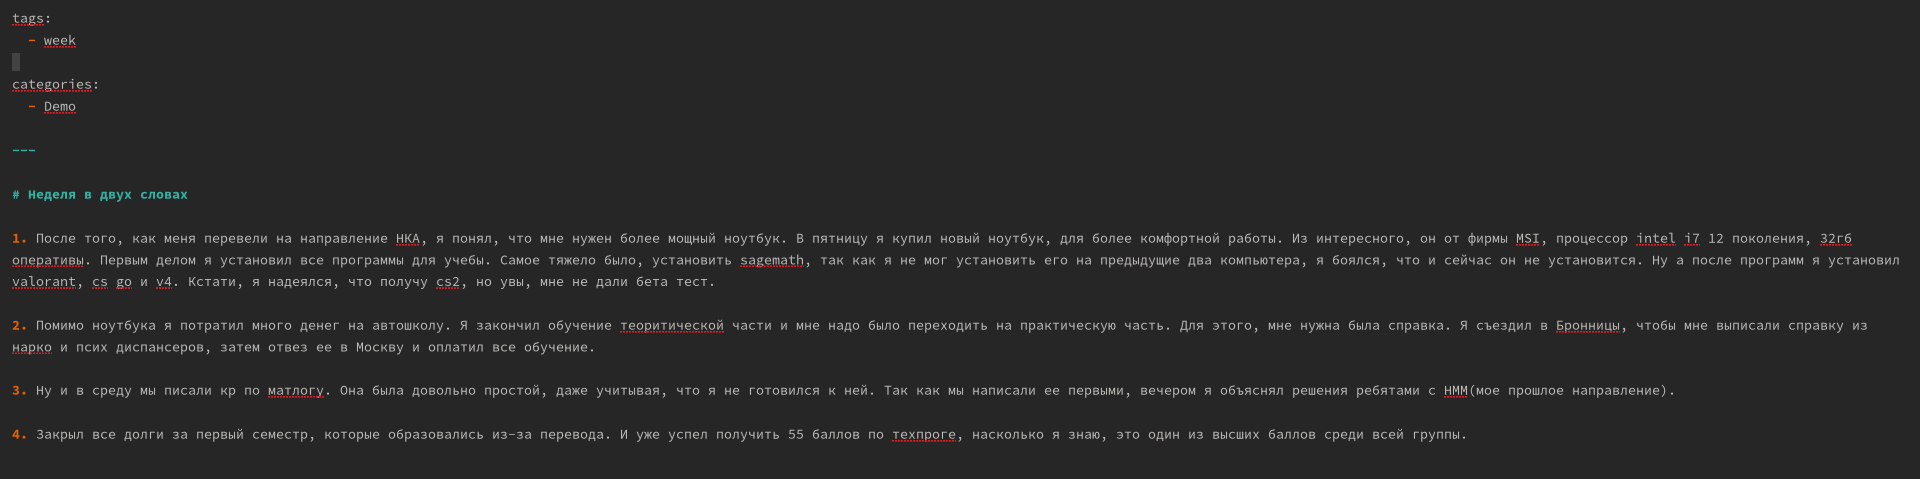 tags:
  - week
categories:
  - Demo
---
# Неделя в двух словах
1. После того, как меня перевели на направление НКА, я понял, что мне нужен более мощный ноутбук. В пятницу я купил новый ноутбук, для более комфортной работы. Из интересного, он от фирмы MSI, процессор intel i7 12 поколения, 32гб
оперативы. Первым делом я установил все программы для учебы. Самое тяжело было, установить sagemath, так как я не мог установить его на предыдущие два компьютера, я боялся, что и сейчас он не установится. Ну а после программ я установил
valorant, cs go и v4. Кстати, я надеялся, что получу cs2, но увы, мне не дали бета тест.
2. Помимо ноутбука я потратил много денег на автошколу. Я закончил обучение теоритической части и мне надо было переходить на практическую часть. Для этого, мне нужна была справка. Я съездил в Бронницы, чтобы мне выписали справку из
нарко и псих диспансеров, затем отвез ее в Москву и оплатил все обучение.
3. Ну и в среду мы писали кр по матлогу. Она была довольно простой, даже учитывая, что я не готовился к ней. Так как мы написали ее первыми, вечером я объяснял решения ребятами с НММ(мое прошлое направление).
4. Закрыл все долги за первый семестр, которые образовались из-за перевода. И уже успел получить 55 баллов по техпроге, насколько я знаю, это один из высших баллов среди всей группы.